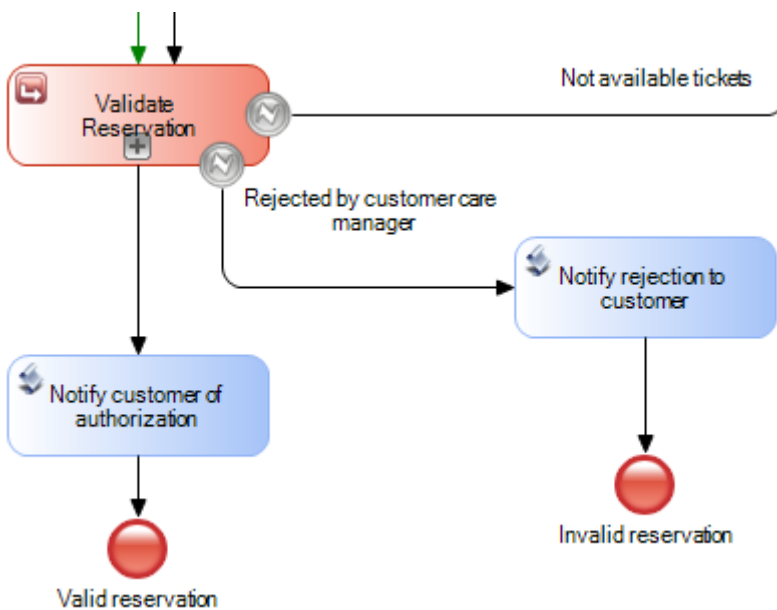 Not available tickets
Validate
Reservation
Rejected by customer care
manager
Notify rejection to
customer
Notify customer of
authorization
Invalid reservation
Valid reservation